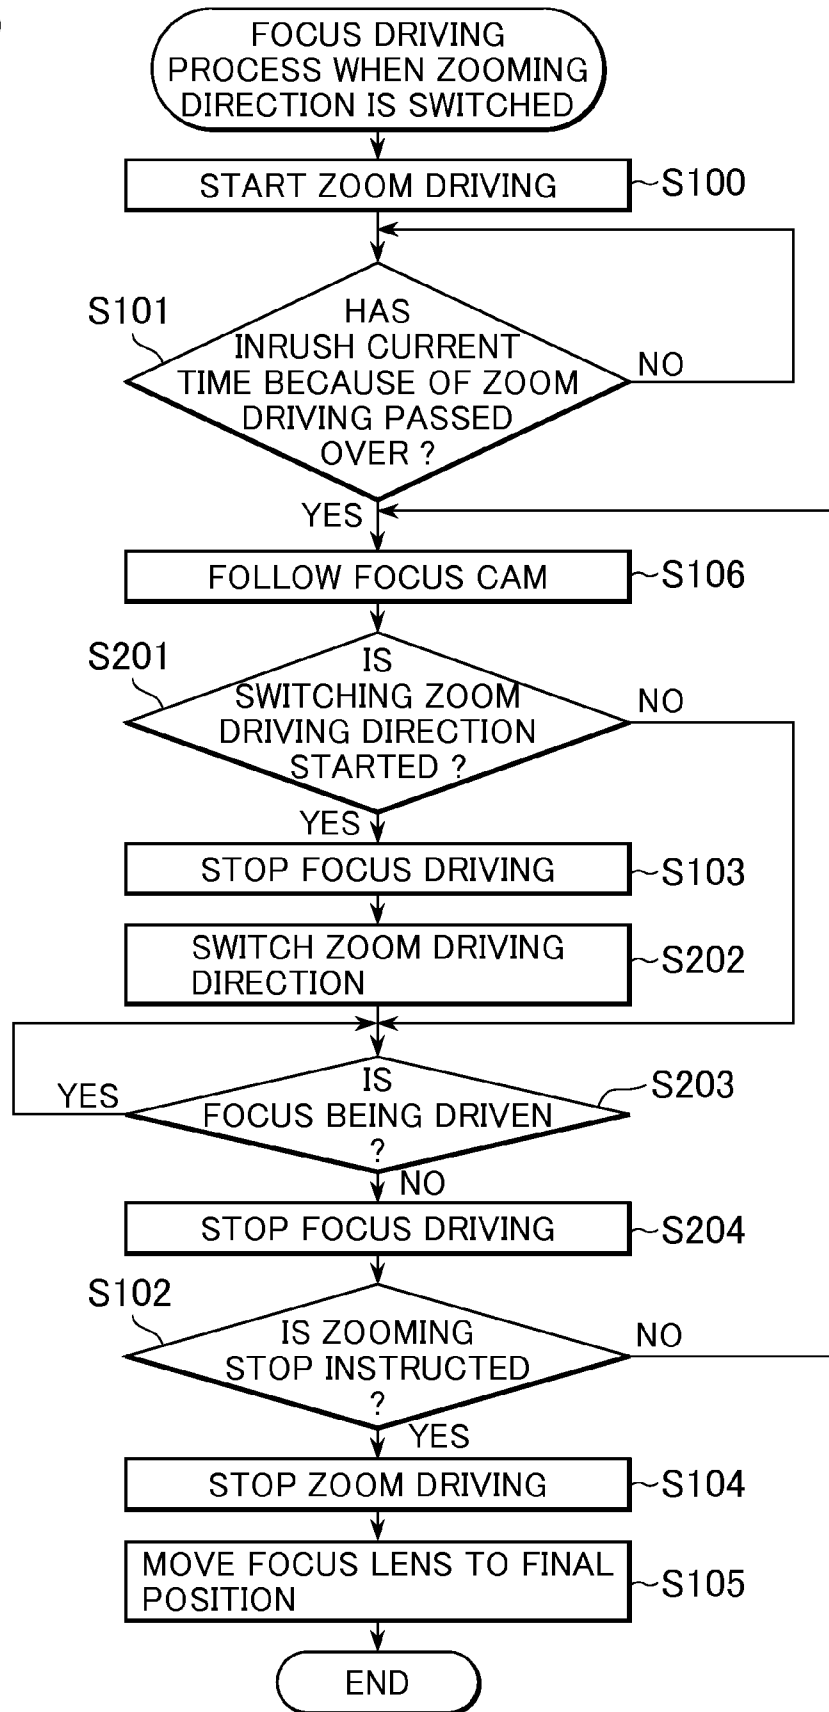 FOCUS DRIVING
PROCESS WHEN ZOOMING
DIRECTION IS SWITCHED
START ZOOM DRIVING
S100
S101
HAS
INRUSH CURRENT
TIME BECAUSE OF ZOOM
DRIVING PASSED
OVER ?
NO
YES
FOLLOW FOCUS CAM
S106
S201
IS
SWITCHING ZOOM
DRIVING DIRECTION
STARTED ?
NO
YES
STOP FOCUS DRIVING
S103
SWITCH ZOOM DRIVING
DIRECTION
S202
IS
FOCUS BEING DRIVEN
?
YES
S203
NO
STOP FOCUS DRIVING
S204
S102
IS ZOOMING
STOP INSTRUCTED
?
NO
YES
STOP ZOOM DRIVING
S104
MOVE FOCUS LENS TO FINAL
POSITION
S105
END